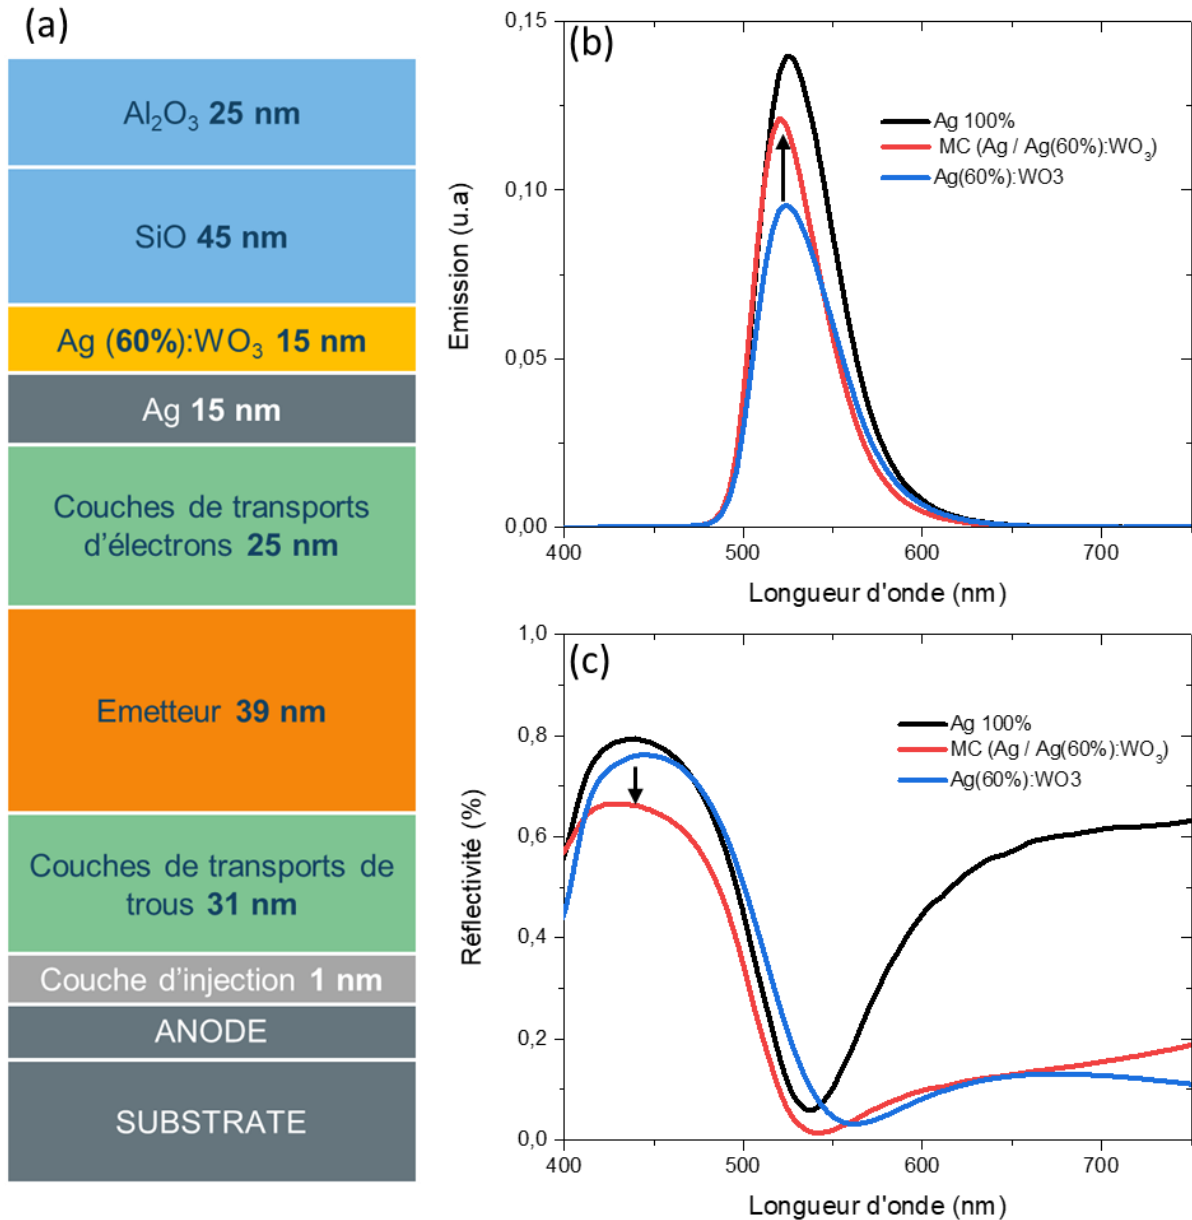 (a)
Al₂O₃ 25 nm
SiO 45 nm
Ag (60%):WO₃ 15 nm
Ag 15 nm
Couches de transports
d'électrons 25 nm
Emetteur 39 nm
Couches de transports de
trous 31 nm
Couche d'injection 1 nm
ANODE
SUBSTRATE
(b)
0,15
0,10
0,05
0,00
Emission (u.a)
Ag 100%
MC (Ag / Ag(60%):WO₃)
Ag(60%):WO3
400
500
600
700
Longueur d'onde (nm)
(c)
1,0
0,8
0,6
0,4
0,2
0,0
Réflectivité (%)
Ag 100%
MC (Ag / Ag(60%):WO₃)
Ag(60%):WO3
400
500
600
700
Longueur d'onde (nm)